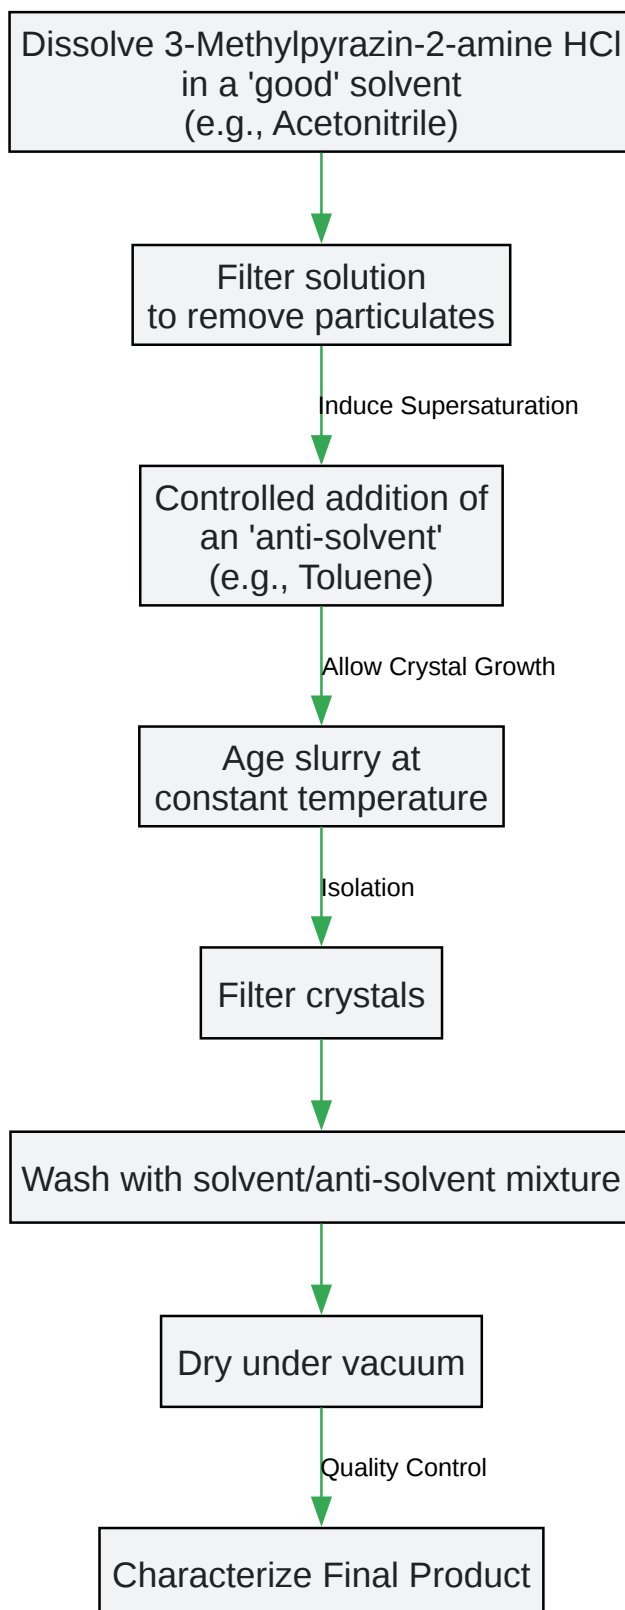 Dissolve 3-Methylpyrazin-2-amine HCl
in a 'good' solvent
(e.g., Acetonitrile)
Filter solution
to remove particulates
Induce Supersaturation
Controlled addition of
an 'anti-solvent'
(e.g., Toluene)
Allow Crystal Growth
Age slurry at
constant temperature
Isolation
Filter crystals
Wash with solvent/anti-solvent mixture
Dry under vacuum
Quality Control
Characterize Final Product